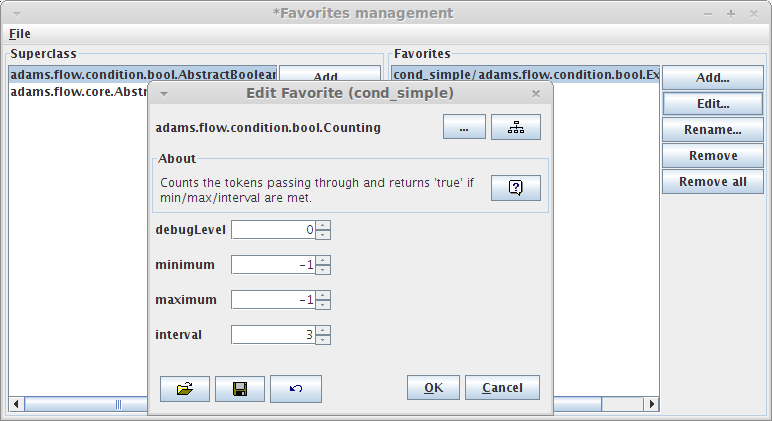 *Favorites management
File
Superclass
Favorites
adams.flow.condition.bool.AbstractBoolean
Add
cond_simple/adams.flow.condition.bool.Ex
Add...
adams.flow.core.Abstr
Edit...
Rename...
Remove
Remove all
Edit Favorite (cond_simple)
adams.flow.condition.bool.Counting
...
About
Counts the tokens passing through and returns 'true' if
min/max/interval are met.
debugLevel 0
minimum -1
maximum -1
interval 3
OK
Cancel